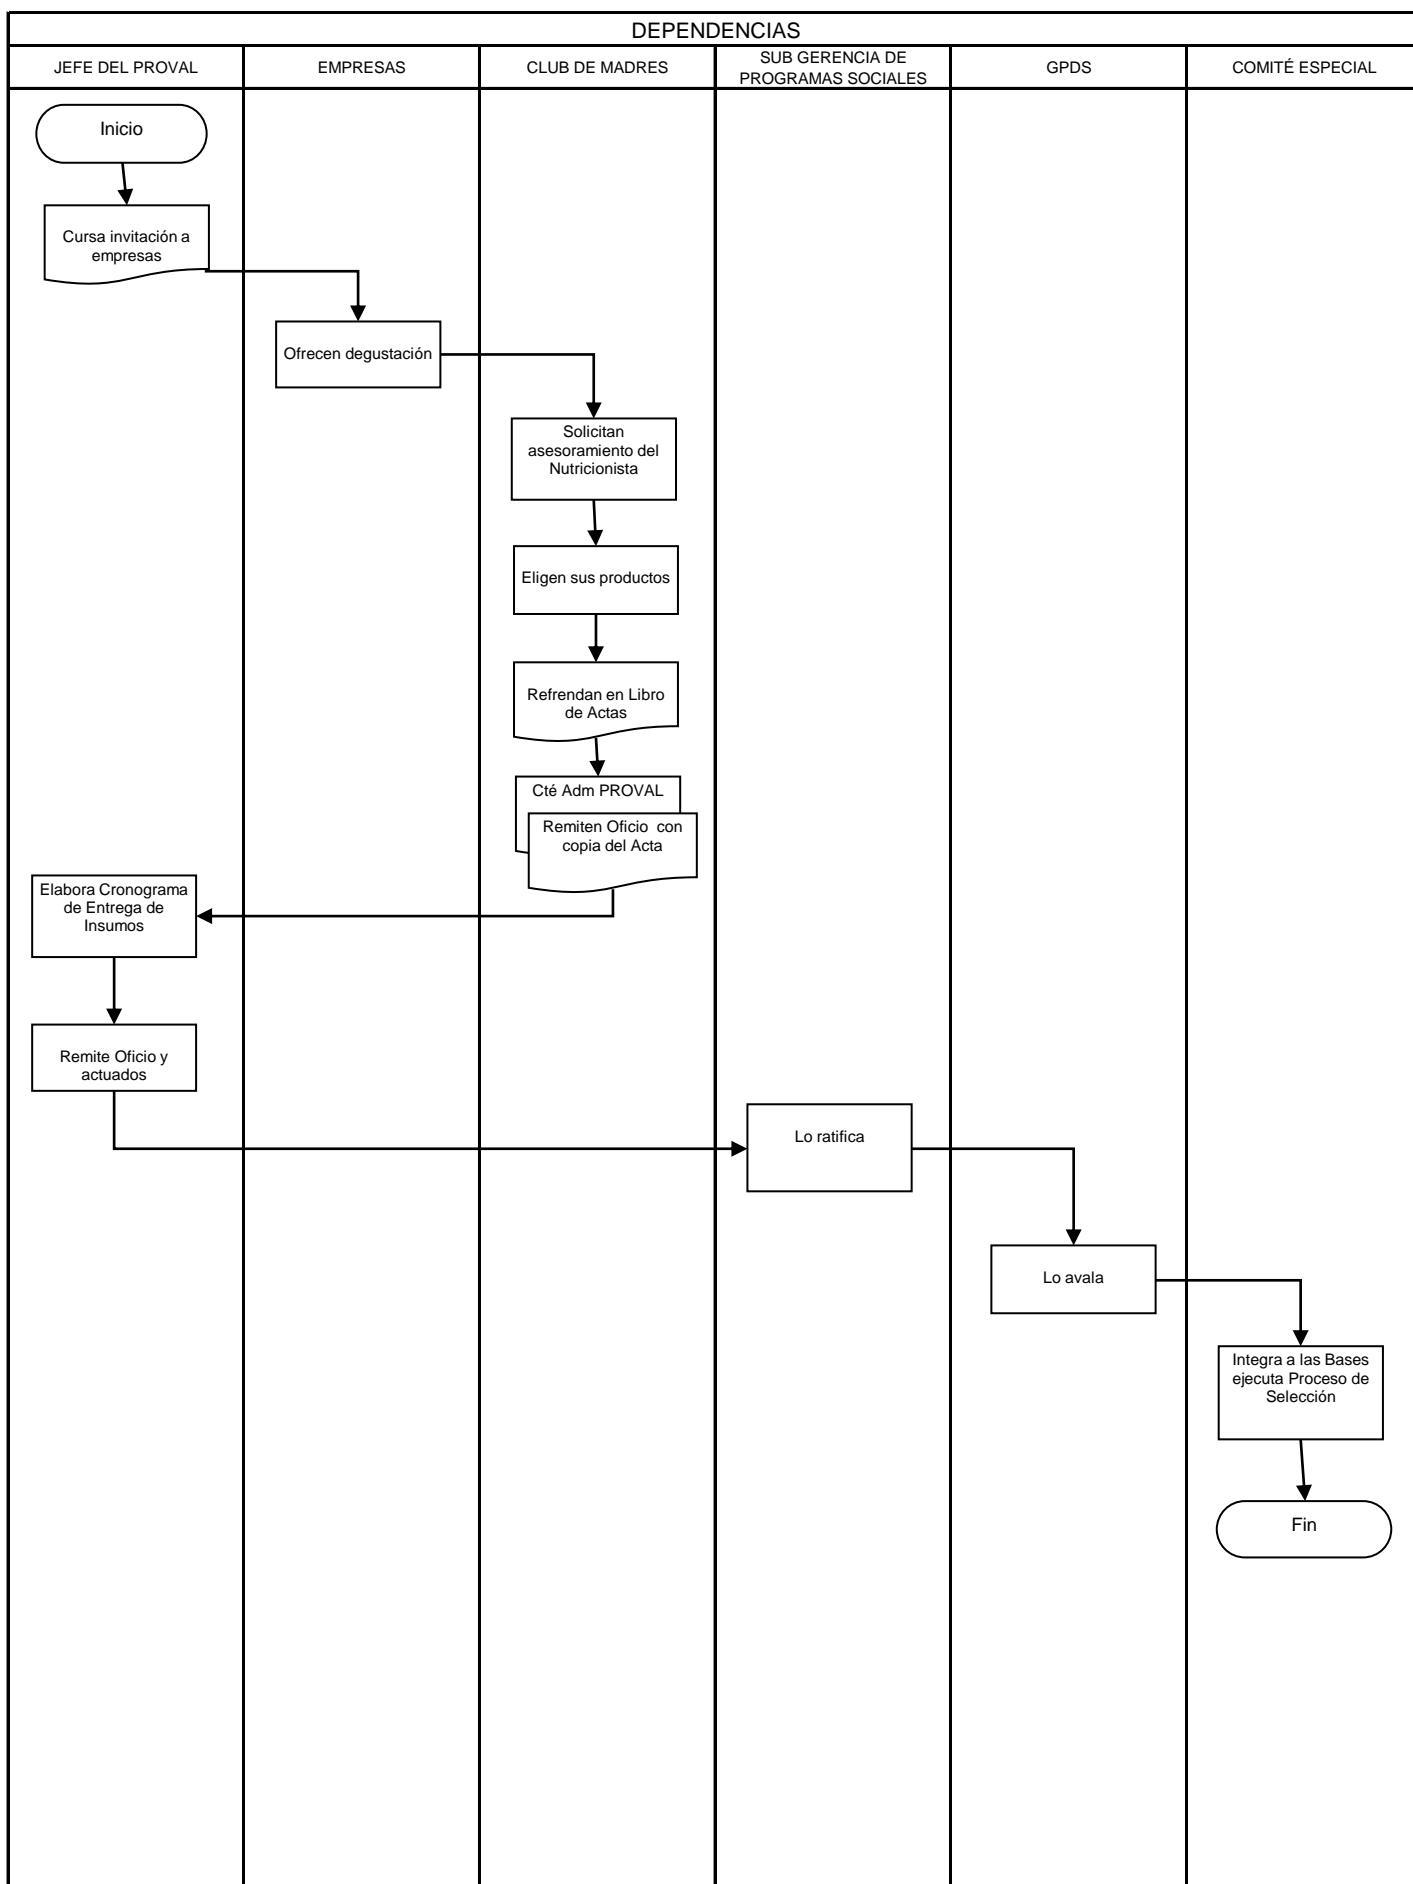 DEPENDENCIAS
JEFE DEL PROVAL
EMPRESAS
CLUB DE MADRES
SUB GERENCIA DE
PROGRAMAS SOCIALES
GPDS
COMITÉ ESPECIAL
Inicio
Cursa invitación a
empresas
Ofrecen degustación
Solicitan
asesoramiento del
Nutricionista
Eligen sus productos
Refrendan en Libro
de Actas
Cté Adm PROVAL
Remiten Oficio con
copia del Acta
Elabora Cronograma
de Entrega de
Insumos
Remite Oficio y
actuados
Lo ratifica
Lo avala
Integra a las Bases
ejecuta Proceso de
Selección
Fin